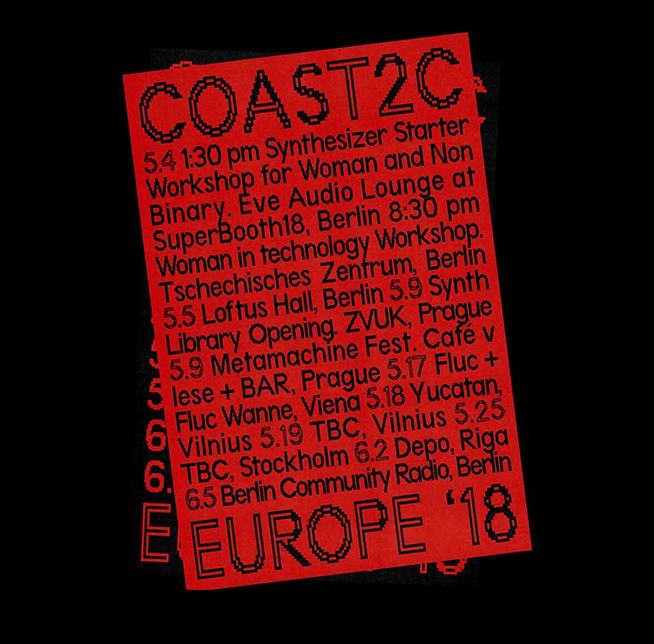 COAST2C
5.4 1:30 pm Synthesizer Starter
Workshop for Woman and Non
Binary. Eve Audio Lounge at
SuperBooth18, Berlin 8:30 pm
Woman in technology Workshop.
Tschechisches Zentrum, Berlin
5.5 Loftus Hall, Berlin 5.9 Synth
Library Opening. ZVUK, Prague
5.9 Metamachine Fest. Café v
lese + BAR, Prague 5.17 Fluc +
Fluc Wanne, Viena 5.18 Yucatan,
Vilnius 5.19 TBC, Vilnius 5.25
TBC, Stockholm 6.2 Depo, Riga
6.5 Berlin Community Radio, Berlin
EUROPE ‘18